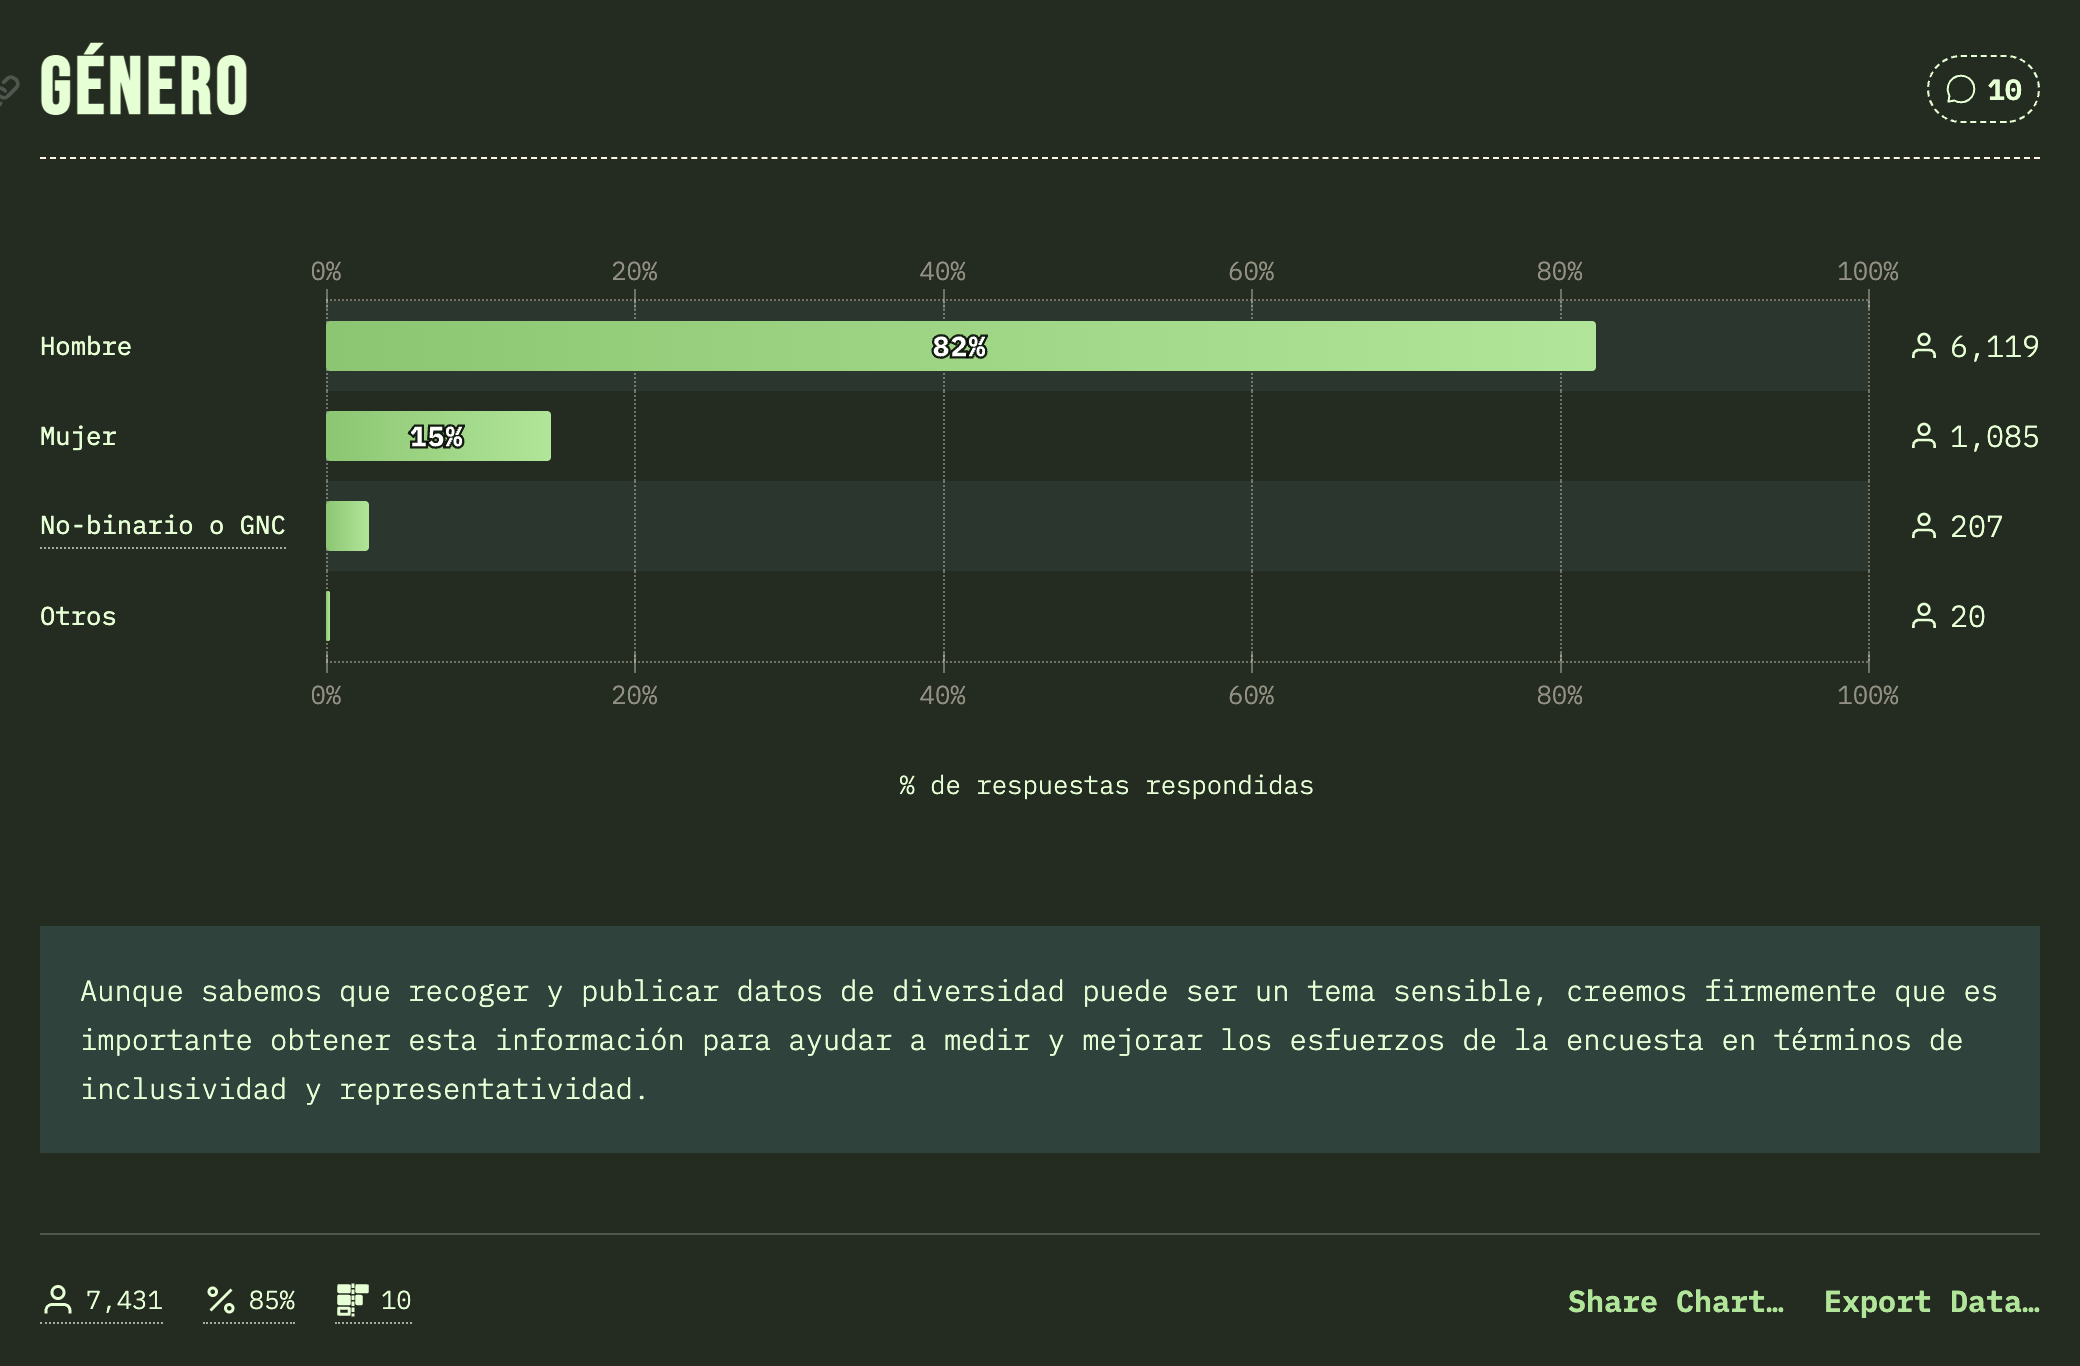 GÉNERO
10
0% 20% 40% 60% 80% 100%
Hombre 82% 6,119
Mujer 15% 1,085
No-binario o GNC 207
Otros 20
0% 20% 40% 60% 80% 100%
% de respuestas respondidas
Aunque sabemos que recoger y publicar datos de diversidad puede ser un tema sensible, creemos firmemente que es
importante obtener esta información para ayudar a medir y mejorar los esfuerzos de la encuesta en términos de
inclusividad y representatividad.
7,431 % 85% 10 Share Chart… Export Data…